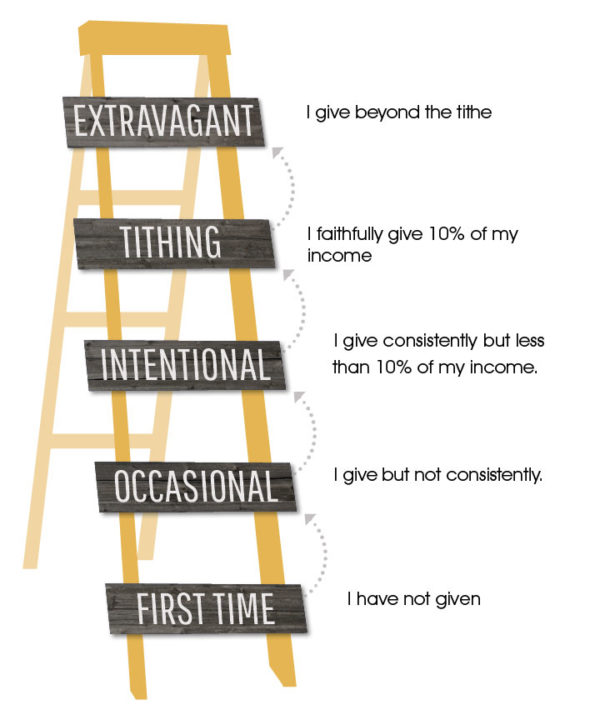 EXTRAVAGANT
I give beyond the tithe
TITHING
I faithfully give 10% of my
income
INTENTIONAL
I give consistently but less
than 10% of my income.
OCCASIONAL
I give but not consistently.
FIRST TIME
I have not given